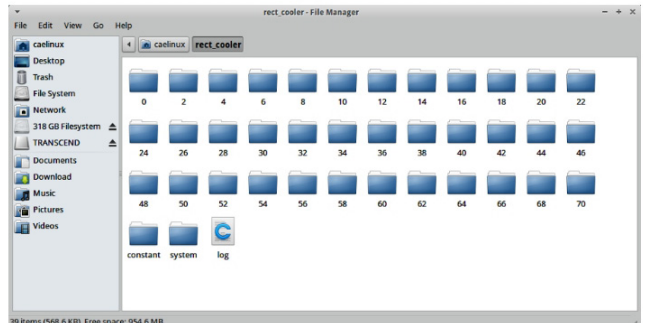 rect_cooler - File Manager
File Edit View Go Help
caelinux
Desktop
Trash
File System
Network
318 GB Filesystem
TRANSCEND
Documents
Download
Music
Pictures
Videos
caelinux rect_cooler
0 2 4 6 8 10 12 14 16 18 20 22
24 26 28 30 32 34 36 38 40 42 44 46
48 50 52 54 56 58 60 62 64 66 68 70
constant system log
39 items (568.6 KB), Free space: 954.6 MB